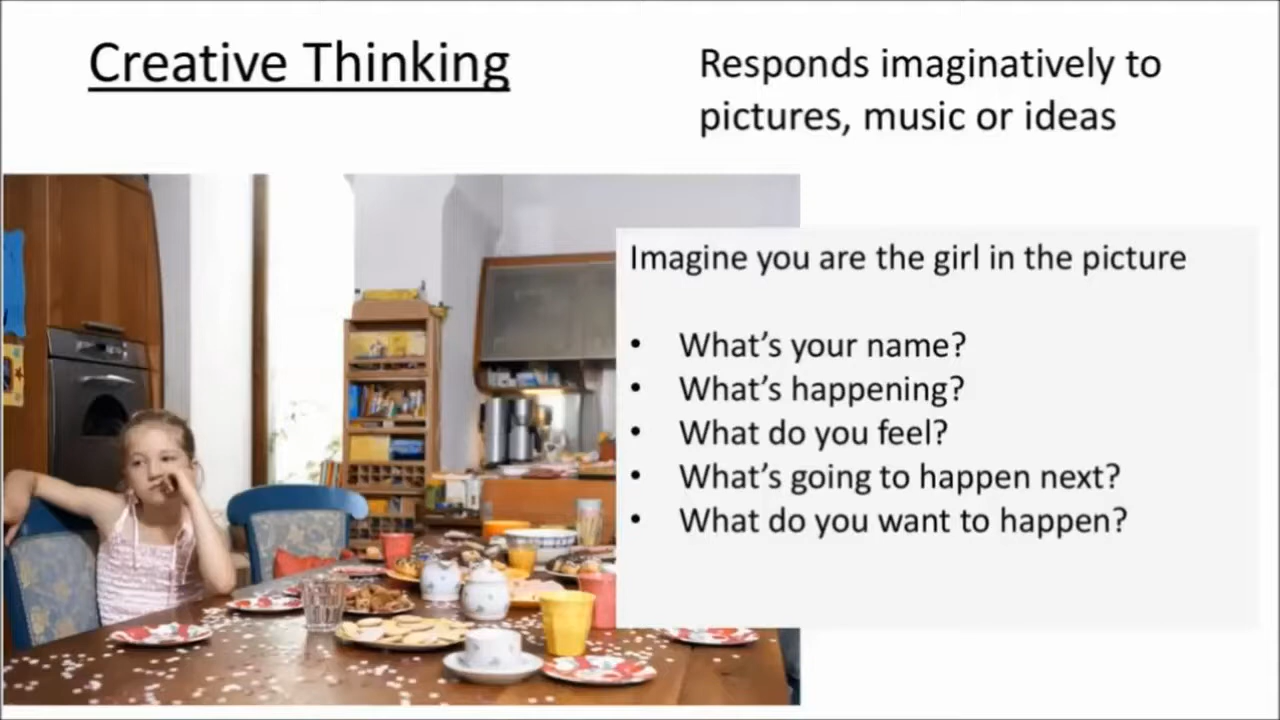 Creative Thinking
Responds imaginatively to
pictures, music or ideas
Imagine you are the girl in the picture
• What's your name?
• What's happening?
• What do you feel?
• What's going to happen next?
• What do you want to happen?